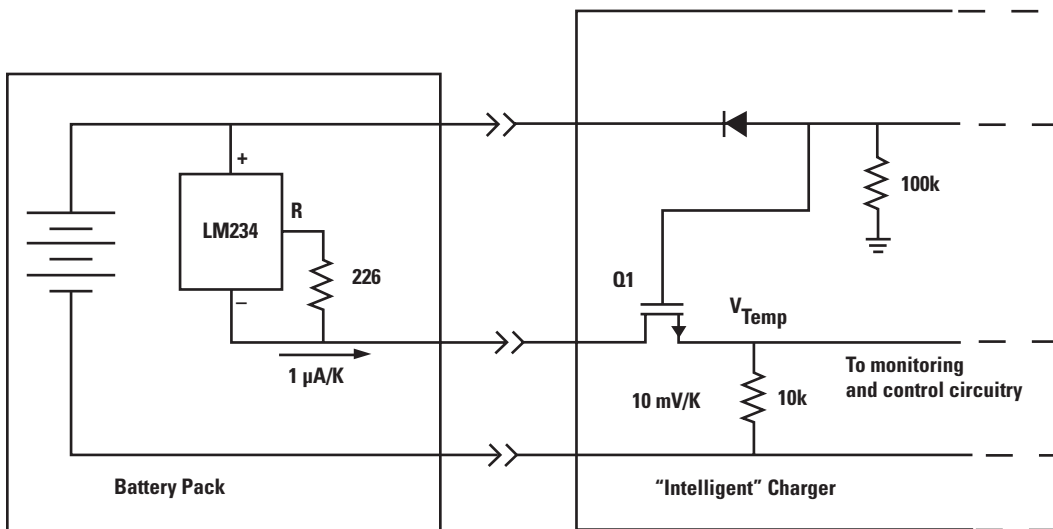 +
100k
R
LM234
226
Q1
–
V Temp
1 µA/K
To monitoring
and control circuitry
10 mV/K
10k
Battery Pack
“Intelligent” Charger